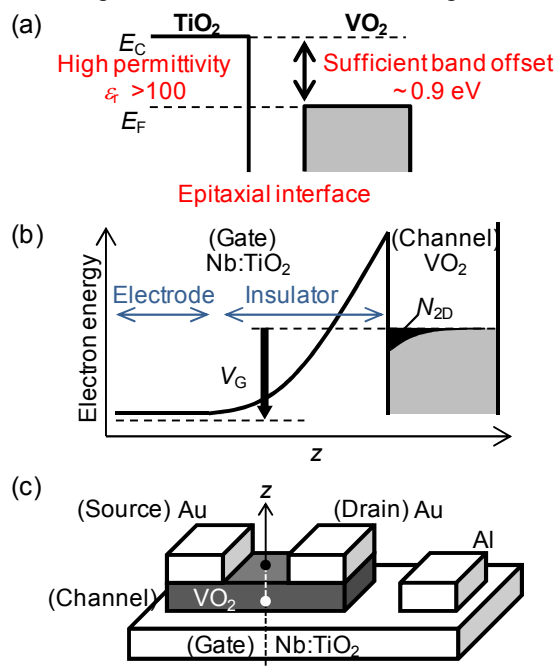 (a)
TiO2 VO2
EC
High permittivity
εr >100
Sufficient band offset
~0.9 eV
EF
Epitaxial interface
(b)
Electron energy
(Gate)
Nb:TiO2
(Channel)
VO2
Electrode
Insulator
N2D
VG
z
(c)
z
(Source) Au
(Drain) Au
Al
(Channel)
VO2
(Gate) Nb:TiO2